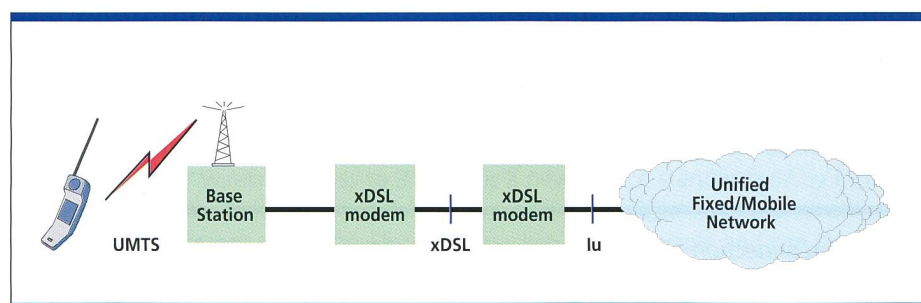 UMTS
Base
Station
xDSL
modem
xDSL
xDSL
modem
Iu
Unified
Fixed/Mobile
Network